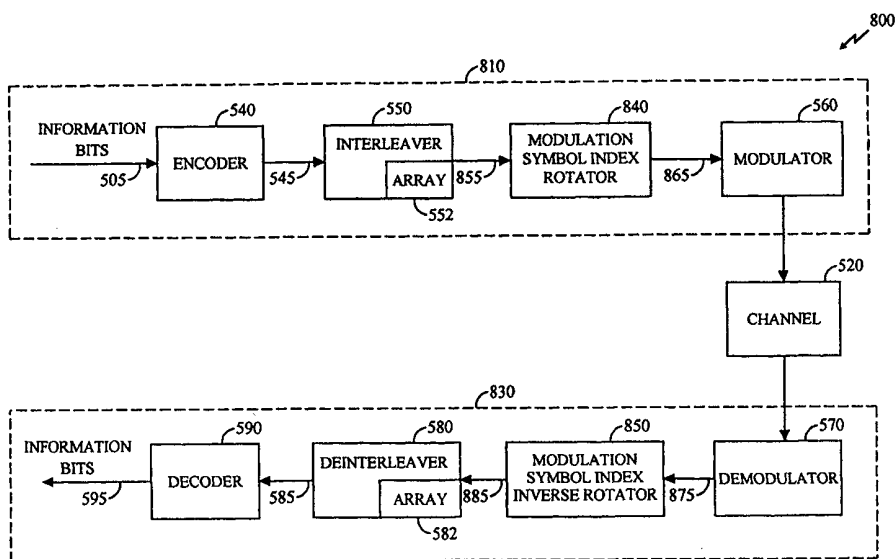 800
810
INFORMATION
BITS
505
540
ENCODER
545
550
INTERLEAVER
ARRAY
552
855
840
MODULATION
SYMBOL INDEX
ROTATOR
865
560
MODULATOR
520
CHANNEL
830
INFORMATION
BITS
595
590
DECODER
585
580
DEINTERLEAVER
ARRAY
582
885
850
MODULATION
SYMBOL INDEX
INVERSE ROTATOR
875
570
DEMODULATOR